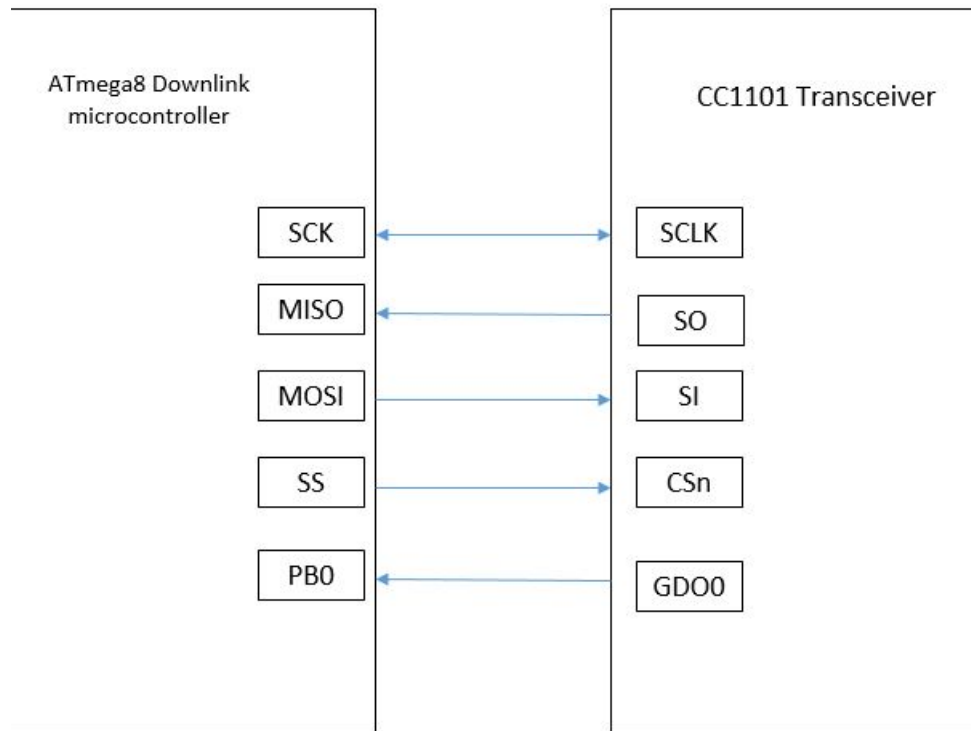 ATmega8 Downlink
microcontroller
CC1101 Transceiver
SCK
SCLK
MISO
SO
MOSI
SI
SS
CSn
PB0
GDO0